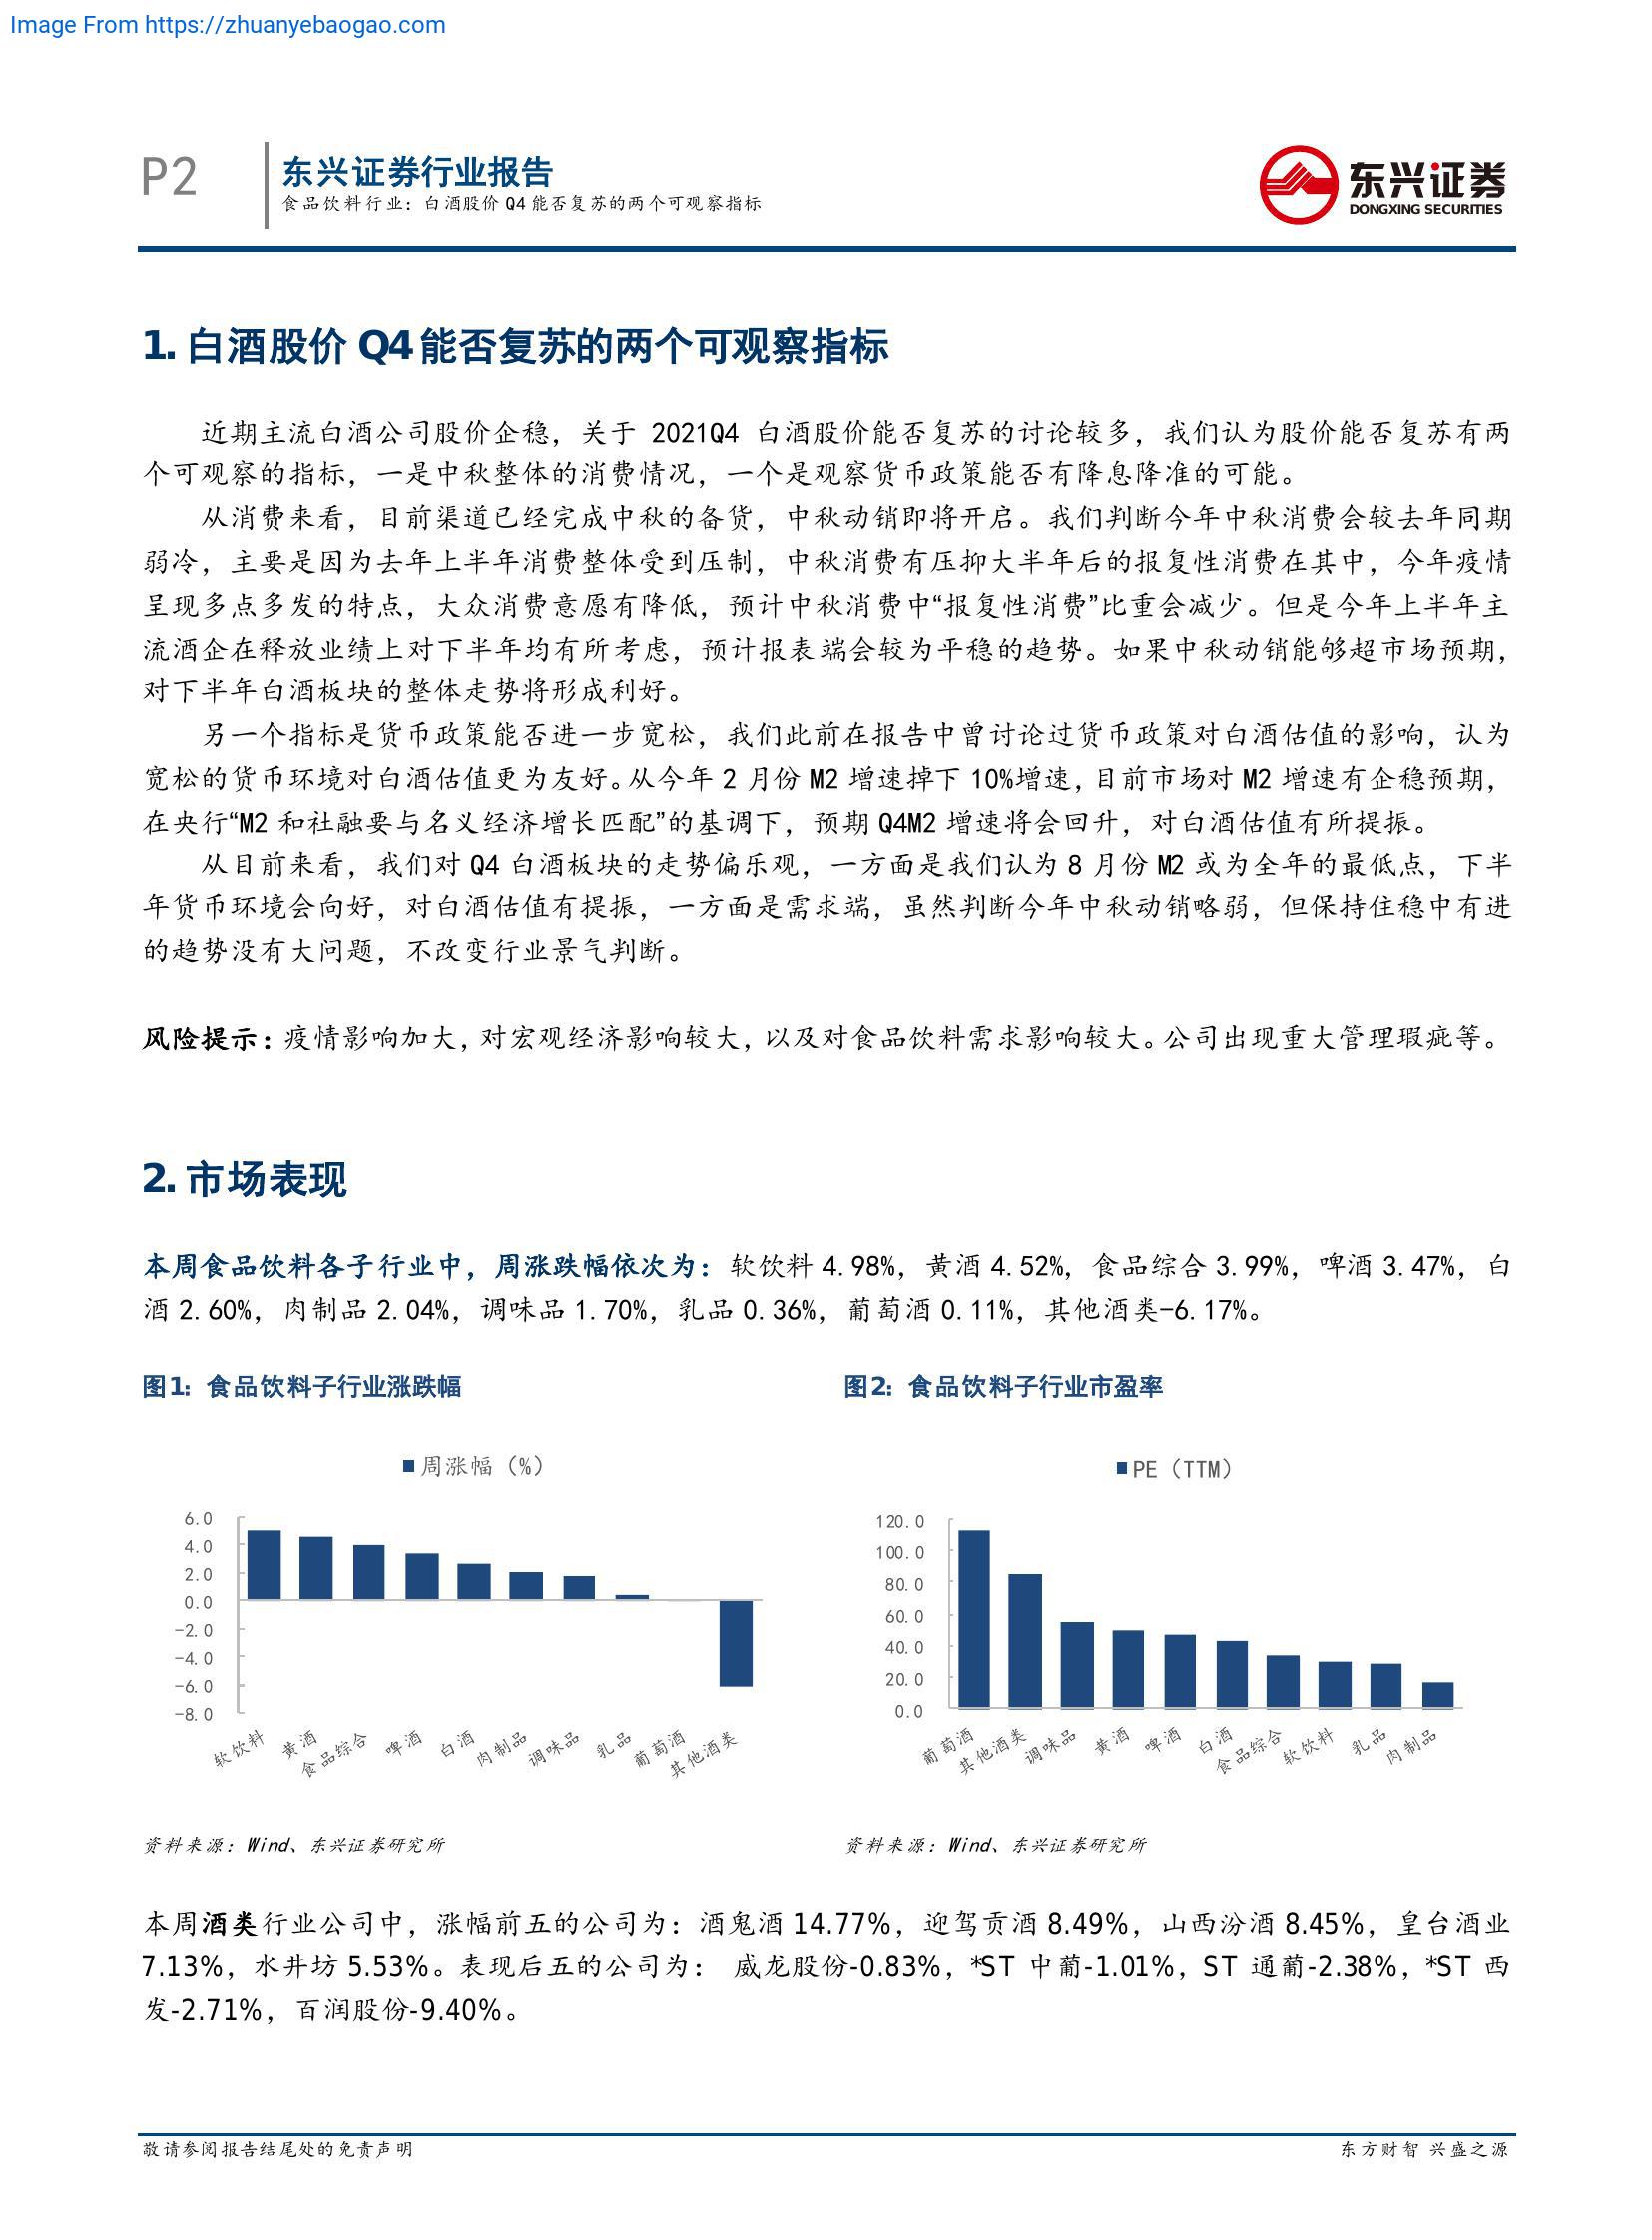 Image From https://zhuanyebaogao.com
P2
东兴证券行业报告
食品饮料行业：白酒股价 Q4 能否复苏的两个可观察指标
东兴证券
DONGXING SECURITIES
1. 白酒股价 Q4 能否复苏的两个可观察指标
近期主流白酒公司股价企稳，关于 2021Q4 白酒股价能否复苏的讨论较多，我们认为股价能否复苏有两
个可观察的指标，一是中秋整体的消费情况，一个是观察货币政策能否有降息降准的可能。
从消费来看，目前渠道已经完成中秋的备货，中秋动销即将开启。我们判断今年中秋消费会较去年同期
弱冷，主要是因为去年上半年消费整体受到压制，中秋消费有压抑大半年后的报复性消费在其中，今年疫情
呈现多点多发的特点，大众消费意愿有降低，预计中秋消费中“报复性消费”比重会减少。但是今年上半年主
流酒企在释放业绩上对下半年均有所考虑，预计报表端会较为平稳的趋势。如果中秋动销能够超市场预期，
对下半年白酒板块的整体走势将形成利好。
另一个指标是货币政策能否进一步宽松，我们此前在报告中曾讨论过货币政策对白酒估值的影响，认为
宽松的货币环境对白酒估值更为友好。从今年 2 月份 M2 增速掉下 10%增速，目前市场对 M2 增速有企稳预期，
在央行“M2 和社融要与名义经济增长匹配”的基调下，预期 Q4M2 增速将会回升，对白酒估值有所提振。
从目前来看，我们对 Q4 白酒板块的走势偏乐观，一方面是我们认为 8 月份 M2 或为全年的最低点，下半
年货币环境会向好，对白酒估值有提振，一方面是需求端，虽然判断今年中秋动销略弱，但保持住稳中有进
的趋势没有大问题，不改变行业景气判断。
风险提示：疫情影响加大，对宏观经济影响较大，以及对食品饮料需求影响较大。公司出现重大管理瑕疵等。
2. 市场表现
本周食品饮料各子行业中，周涨跌幅依次为：软饮料 4.98%，黄酒 4.52%，食品综合 3.99%，啤酒 3.47%，白
酒 2.60%，肉制品 2.04%，调味品 1.70%，乳品 0.36%，葡萄酒 0.11%，其他酒类-6.17%。
图1：食品饮料子行业涨跌幅
周涨幅（%）
6.0
4.0
2.0
0.0
-2.0
-4.0
-6.0
-8.0
软饮料
黄酒
食品综合
啤酒
白酒
肉制品
调味品
乳品
葡萄酒
其他酒类
资料来源：Wind、东兴证券研究所
图2：食品饮料子行业市盈率
PE（TTM）
120.0
100.0
80.0
60.0
40.0
20.0
0.0
葡萄酒
其他酒类
调味品
黄酒
啤酒
白酒
食品综合
软饮料
乳品
肉制品
资料来源：Wind、东兴证券研究所
本周酒类行业公司中，涨幅前五的公司为：酒鬼酒 14.77%，迎驾贡酒 8.49%，山西汾酒 8.45%，皇台酒业
7.13%，水井坊 5.53%。表现后五的公司为： 威龙股份-0.83%，*ST 中葡-1.01%，ST 通葡-2.38%，*ST 西
发-2.71%，百润股份-9.40%。
敬请参阅报告结尾处的免责声明
东方财智 兴盛之源